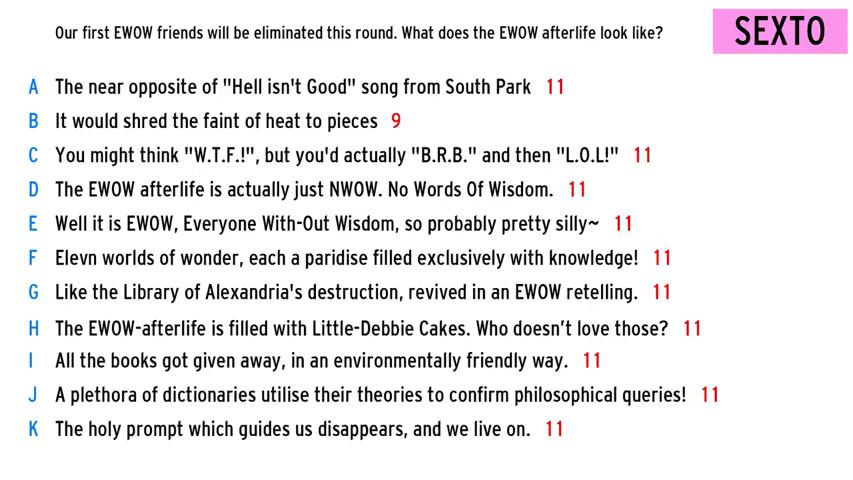 Our first EWOW friends will be eliminated this round. What does the EWOW afterlife look like?
SEXTO
A The near opposite of "Hell isn't Good" song from South Park 11
B It would shred the faint of heat to pieces 9
C You might think "W.T.F.!", but you'd actually "B.R.B." and then "L.O.L!" 11
D The EWOW afterlife is actually just NWOW. No Words Of Wisdom. 11
E Well it is EWOW, Everyone With-Out Wisdom, so probably pretty silly~ 11
F Elevn worlds of wonder, each a paridise filled exclusively with knowledge! 11
G Like the Library of Alexandria's destruction, revived in an EWOW retelling. 11
H The EWOW-afterlife is filled with Little-Debbie Cakes. Who doesn’t love those? 11
I All the books got given away, in an environmentally friendly way. 11
J A plethora of dictionaries utilise their theories to confirm philosophical queries! 11
K The holy prompt which guides us disappears, and we live on. 11